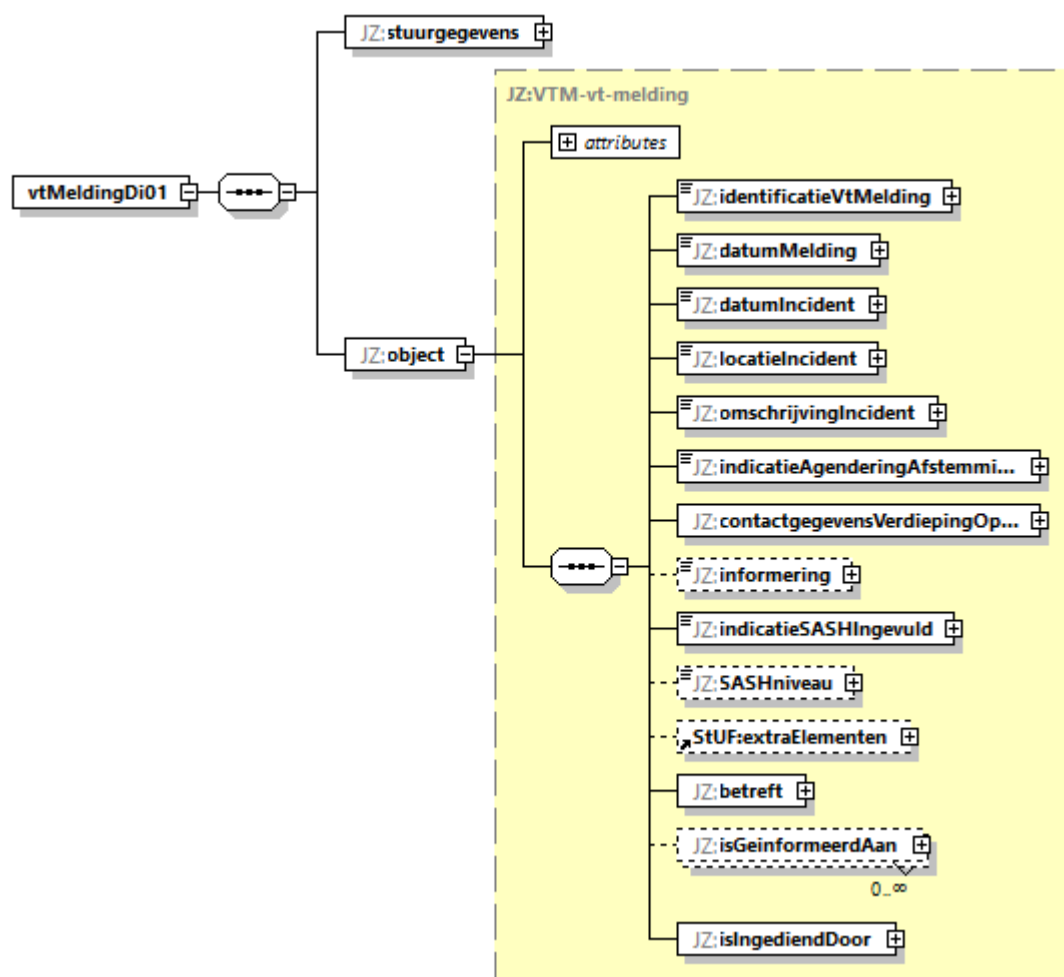 JZ:stuurgegevens
JZ:VTM-vt-melding
attributes
vtMeldingDi01
JZ:identificatieVtMelding
JZ:datumMelding
JZ:datumIncident
JZ:object
JZ:locatieIncident
JZ:omschrijvingIncident
JZ:indicatieAgenderingAfstemmi...
JZ:contactgegevensVerdiepingOp...
JZ:informering
JZ:indicatieSASHIngevuld
JZ:SASHniveau
StUF:extraElementen
JZ:betreft
JZ:isGeinformeerdAan
0..∞
JZ:isIngediendDoor